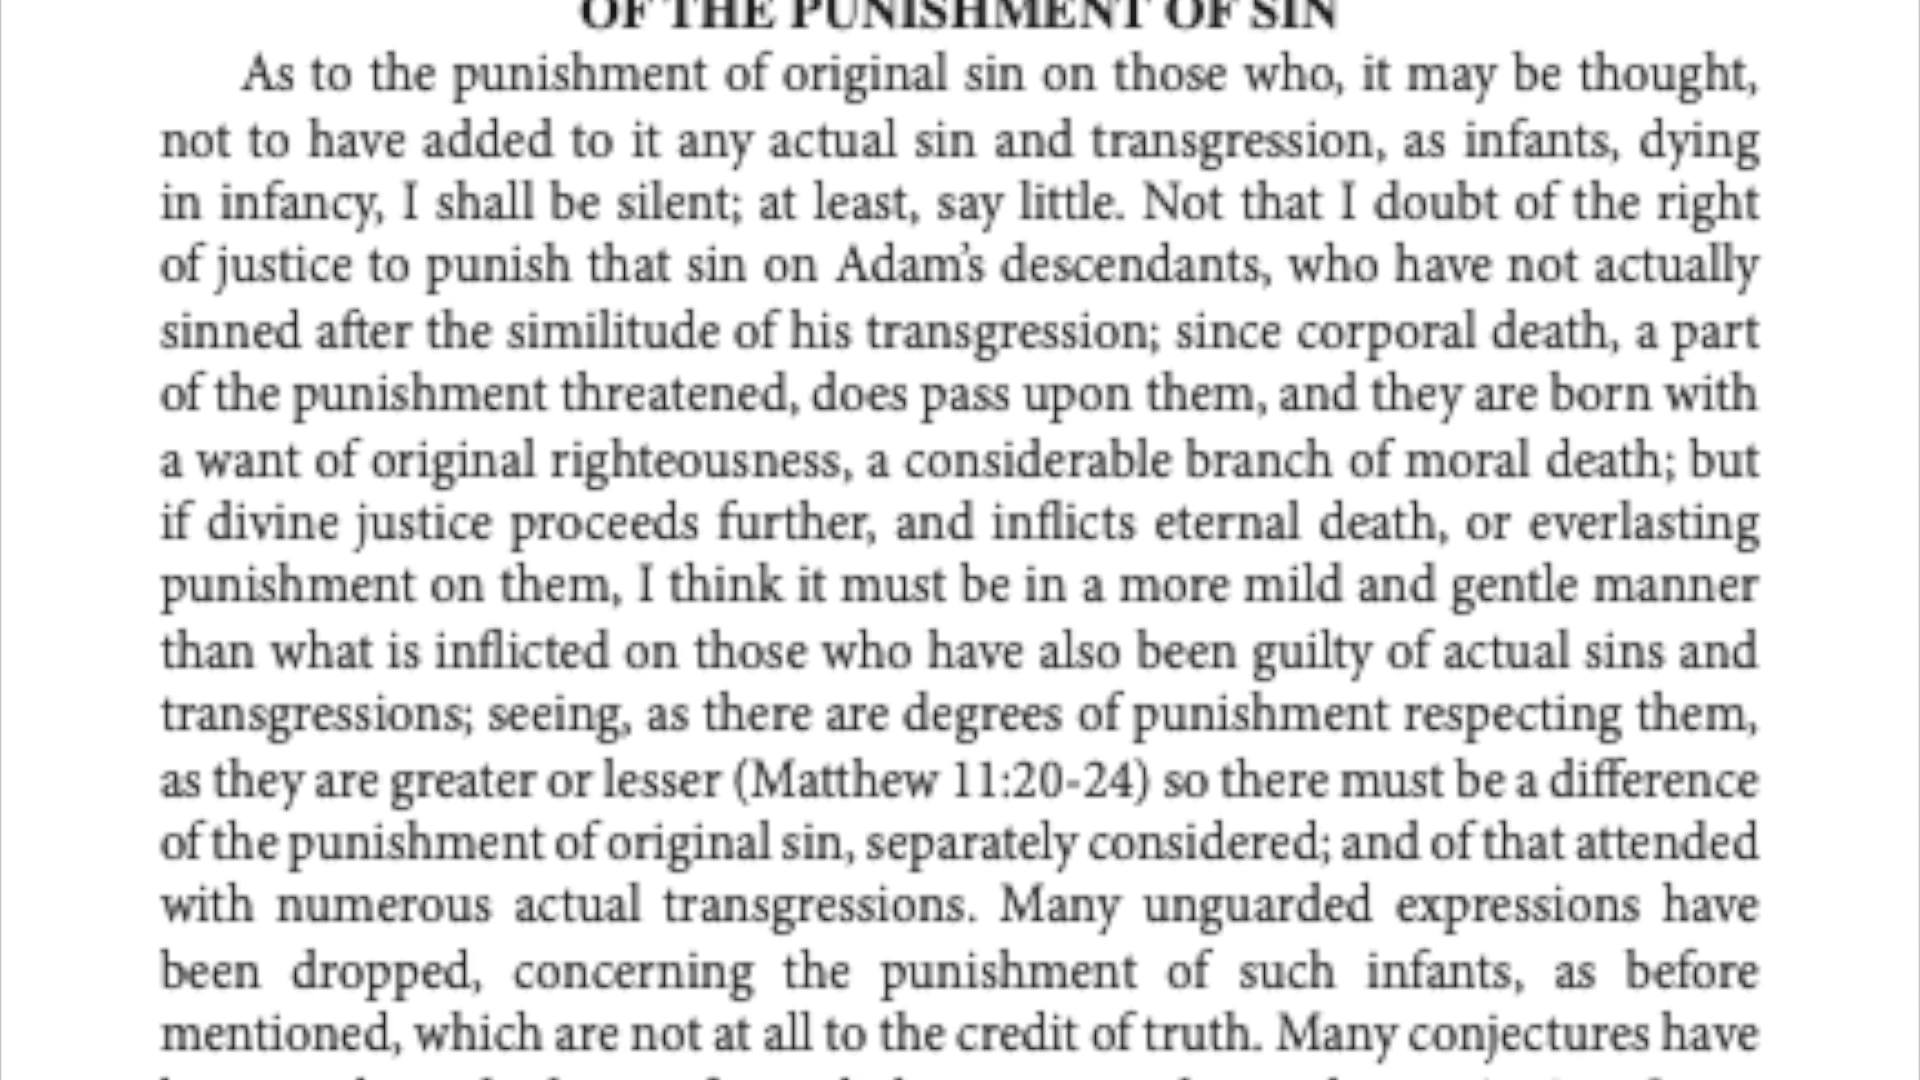 OF THE PUNISHMENT OF SIN
As to the punishment of original sin on those who, it may be thought,
not to have added to it any actual sin and transgression, as infants, dying
in infancy, I shall be silent; at least, say little. Not that I doubt of the right
of justice to punish that sin on Adam’s descendants, who have not actually
sinned after the similitude of his transgression; since corporal death, a part
of the punishment threatened, does pass upon them, and they are born with
a want of original righteousness, a considerable branch of moral death; but
if divine justice proceeds further, and inflicts eternal death, or everlasting
punishment on them, I think it must be in a more mild and gentle manner
than what is inflicted on those who have also been guilty of actual sins and
transgressions; seeing, as there are degrees of punishment respecting them,
as they are greater or lesser (Matthew 11:20-24) so there must be a difference
of the punishment of original sin, separately considered; and of that attended
with numerous actual transgressions. Many unguarded expressions have
been dropped, concerning the punishment of such infants, as before
mentioned, which are not at all to the credit of truth. Many conjectures have